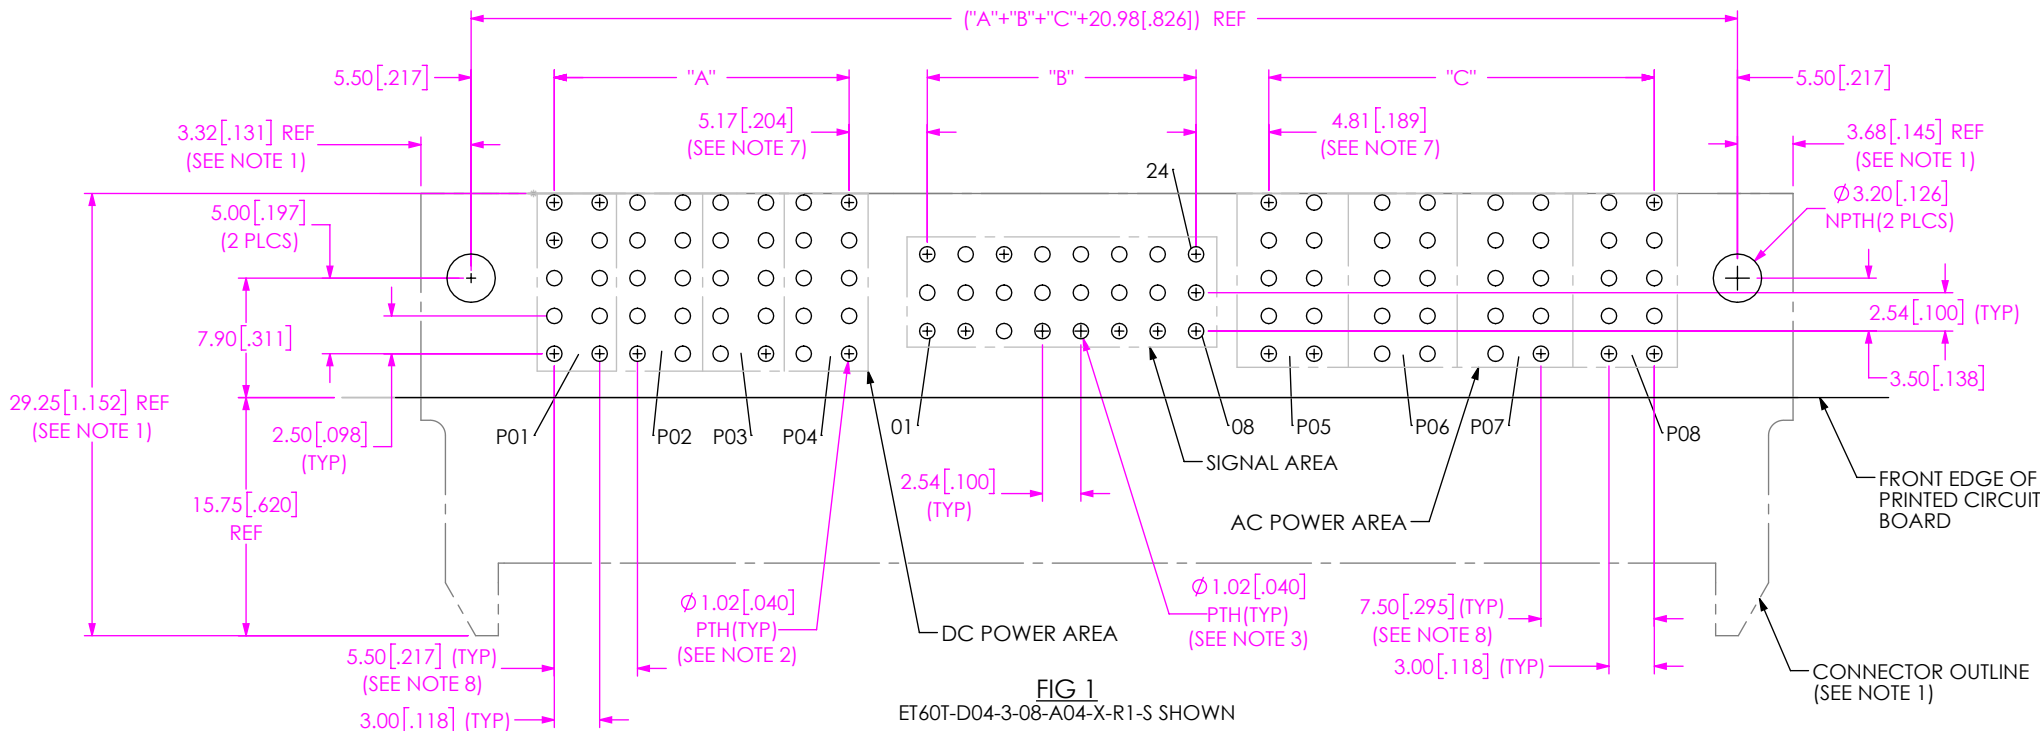 ("A"+"B"+"C"+20.98[.826]) REF
5.50[.217]
"A"
"B"
"C"
5.50[.217]
3.32[.131] REF
(SEE NOTE 1)
5.17[.204]
(SEE NOTE 7)
4.81[.189]
(SEE NOTE 7)
3.68[.145] REF
(SEE NOTE 1)
24
5.00[.197]
(2 PLCS)
Ø3.20[.126]
NPTH(2 PLCS)
7.90[.311]
2.54[.100] (TYP)
3.50[.138]
29.25[1.152] REF
(SEE NOTE 1)
2.50[.098]
(TYP)
P01
P02
P03
P04
01
08
P05
P06
P07
P08
SIGNAL AREA
15.75[.620]
REF
2.54[.100]
(TYP)
AC POWER AREA
FRONT EDGE OF
PRINTED CIRCUIT
BOARD
Ø1.02[.040]
PTH(TYP)
(SEE NOTE 2)
DC POWER AREA
Ø1.02[.040]
PTH(TYP)
(SEE NOTE 3)
7.50[.295](TYP)
(SEE NOTE 8)
5.50[.217] (TYP)
(SEE NOTE 8)
3.00[.118] (TYP)
3.00[.118] (TYP)
CONNECTOR OUTLINE
(SEE NOTE 1)
FIG 1
ET60T-D04-3-08-A04-X-R1-S SHOWN